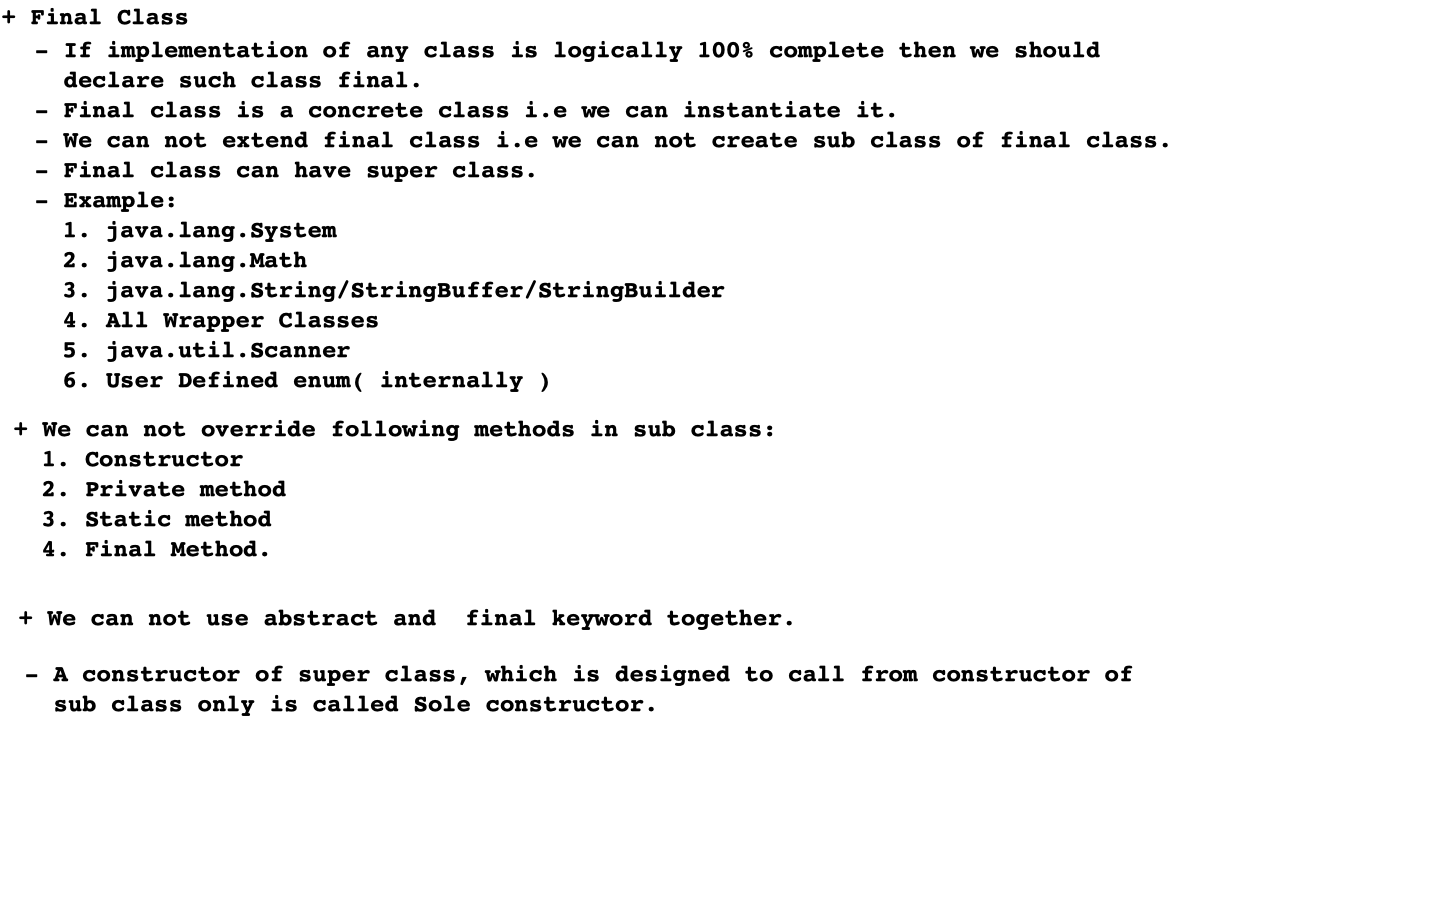 + Final Class
- If implementation of any class is logically 100% complete then we should
declare such class final.
- Final class is a concrete class i.e we can instantiate it.
- We can not extend final class i.e we can not create sub class of final class.
- Final class can have super class.
- Example:
1. java.lang.System
2. java.lang.Math
3. java.lang.String/StringBuffer/StringBuilder
4. All Wrapper Classes
5. java.util.Scanner
6. User Defined enum( internally )
+ We can not override following methods in sub class:
1. Constructor
2. Private method
3. Static method
4. Final Method.
+ We can not use abstract and  final keyword together.
- A constructor of super class, which is designed to call from constructor of
sub class only is called Sole constructor.